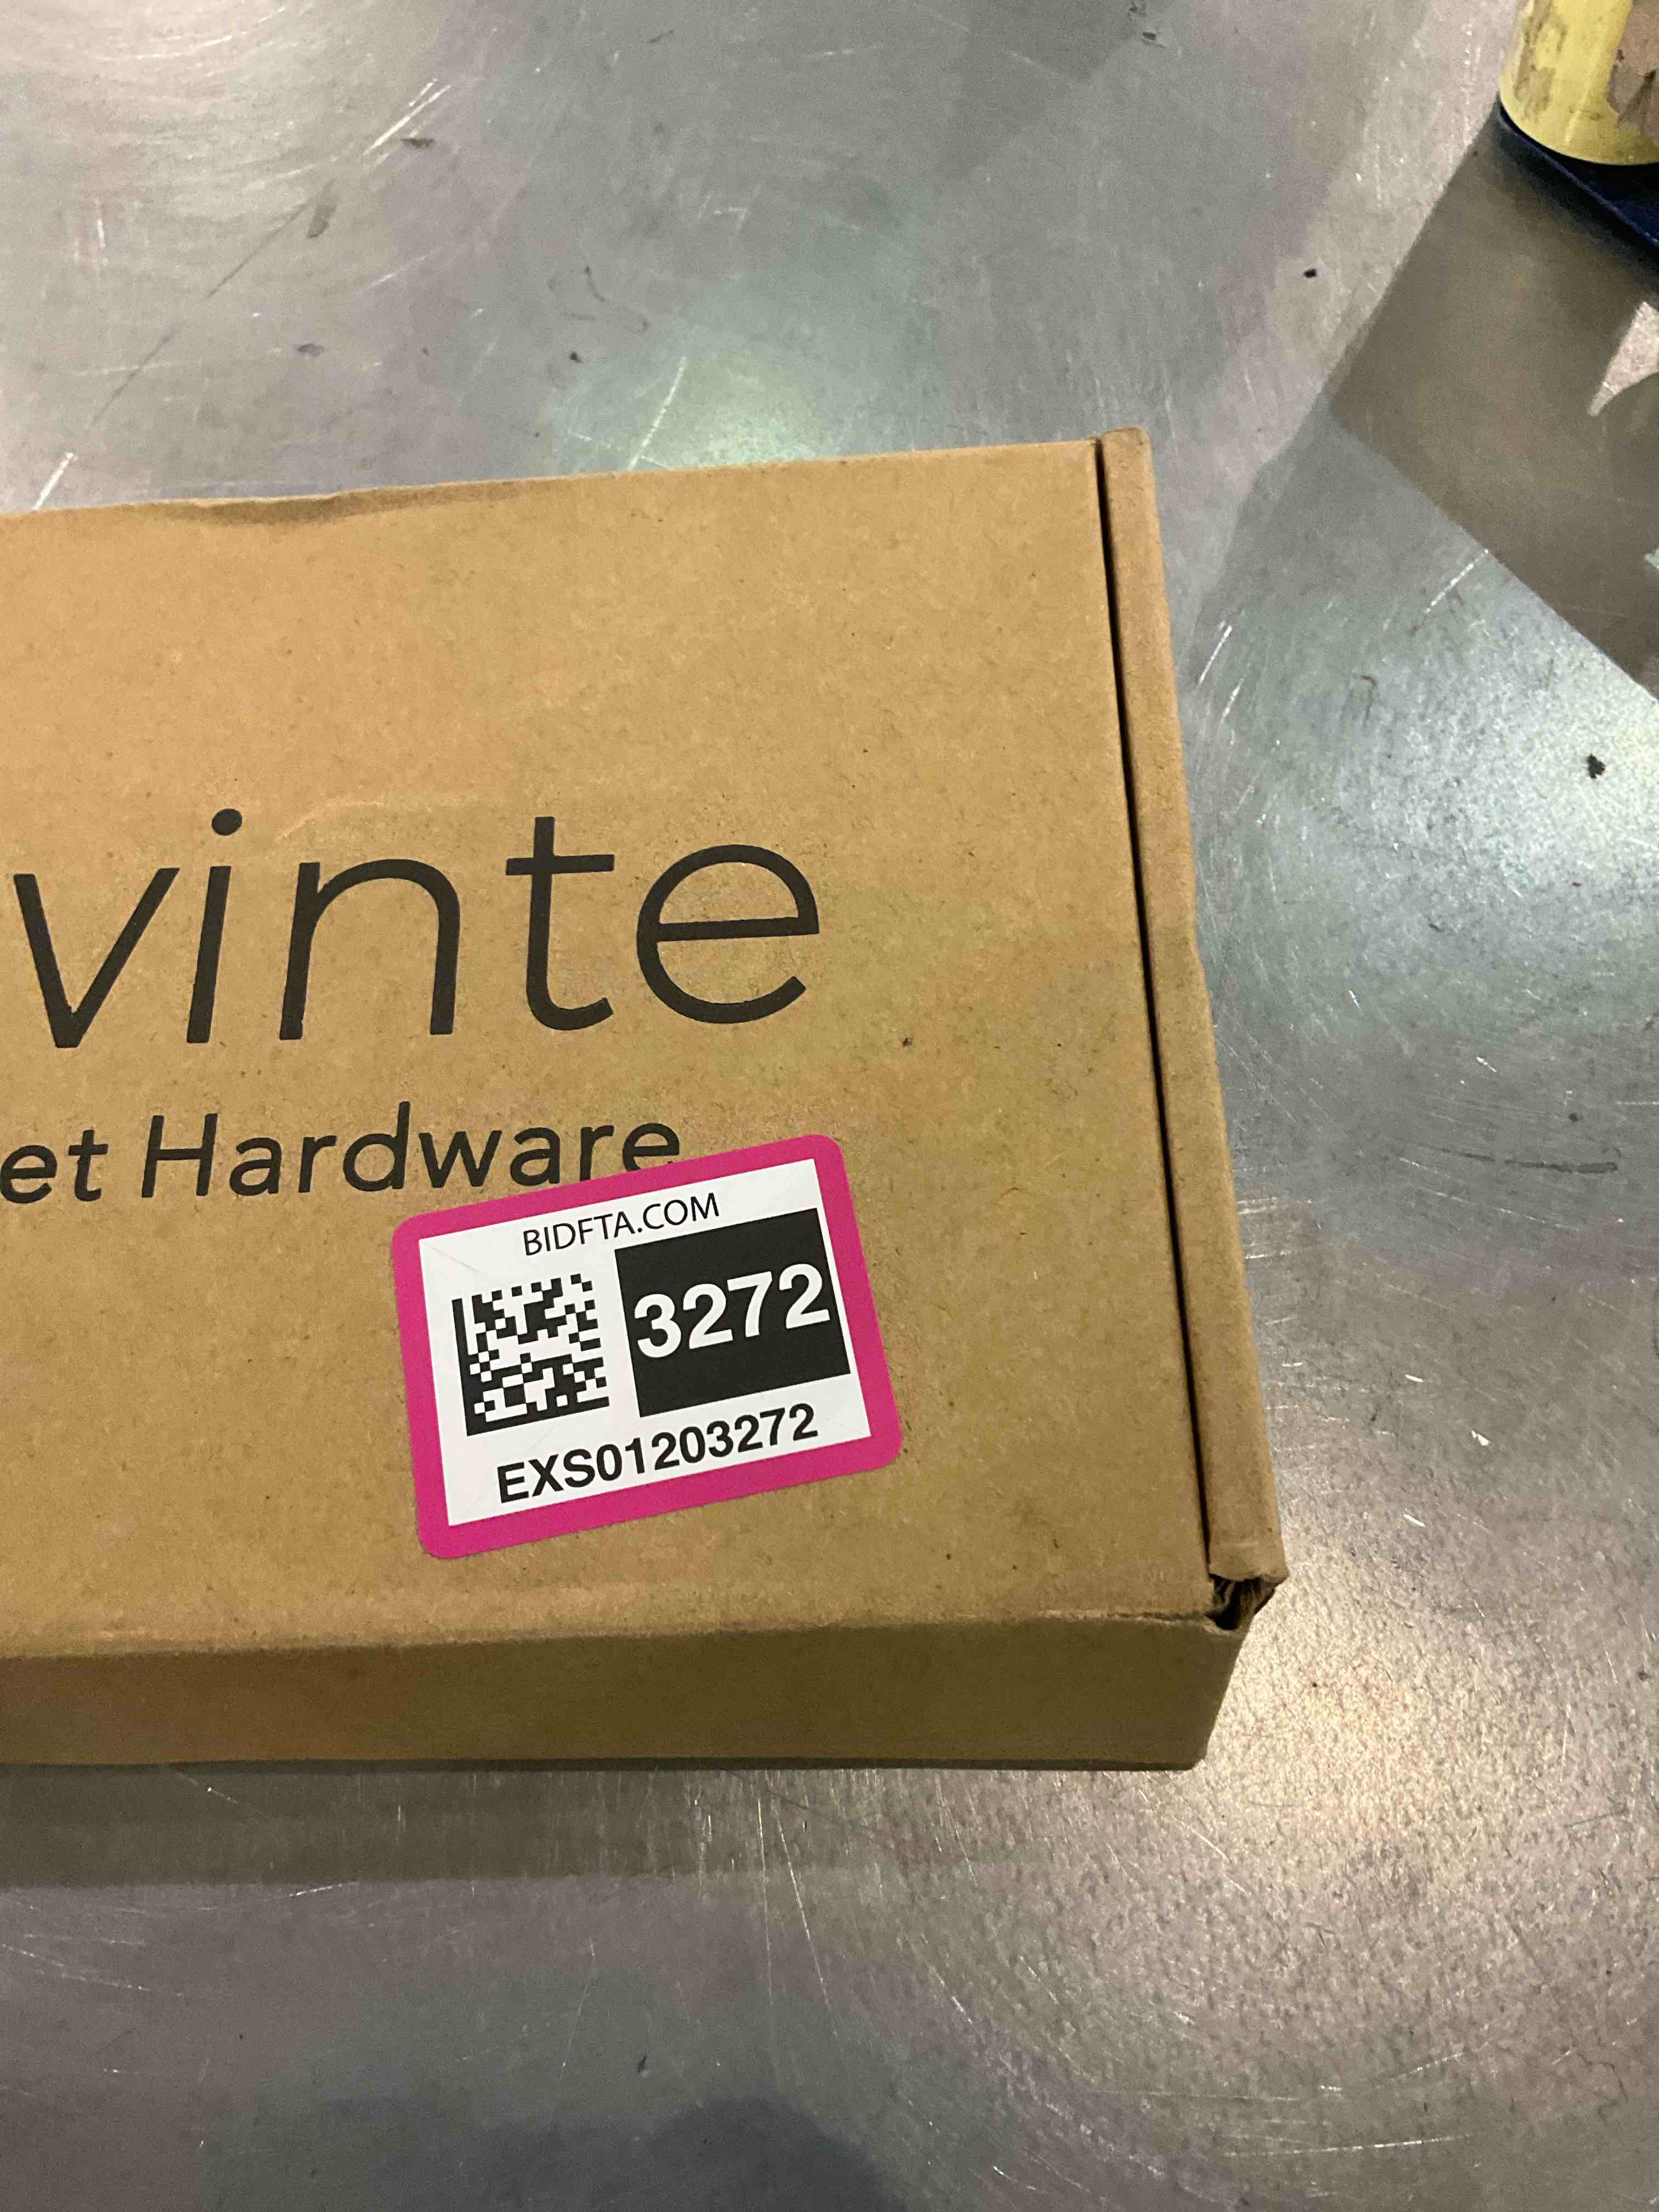 vinte
et Hardware
BIDFTA.COM
3272
EXS01203272